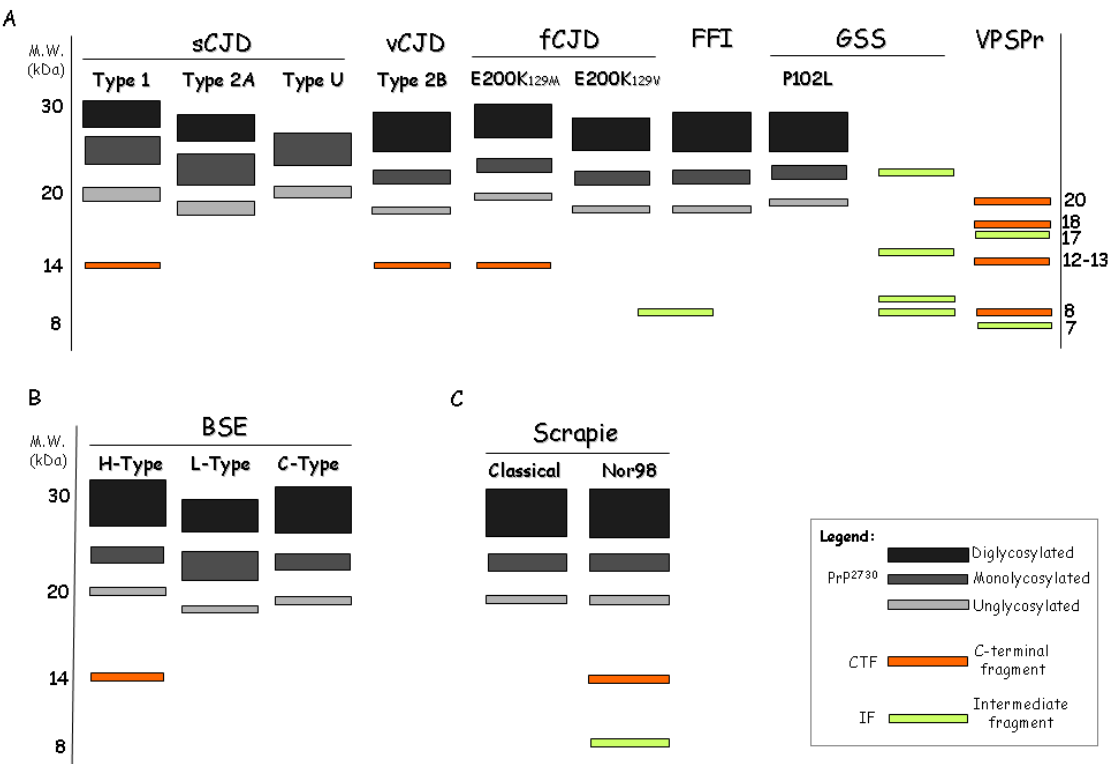 A
M.W.
(kDa)
sCJD
vCJD
fCJD
FFI
GSS
VPSPr
Type 1
Type 2A
Type U
Type 2B
E200K129M
E200K129V
P102L
30
20
14
8
20
18
17
12-13
8
7
B
M.W.
(kDa)
BSE
H-Type
L-Type
C-Type
30
20
14
8
C
Scrapie
Classical
Nor98
Legend:
Diglycosylated
PrP2730
Monolycosylated
Unglycosylated
CTF
C-terminal
fragment
IF
Intermediate
fragment